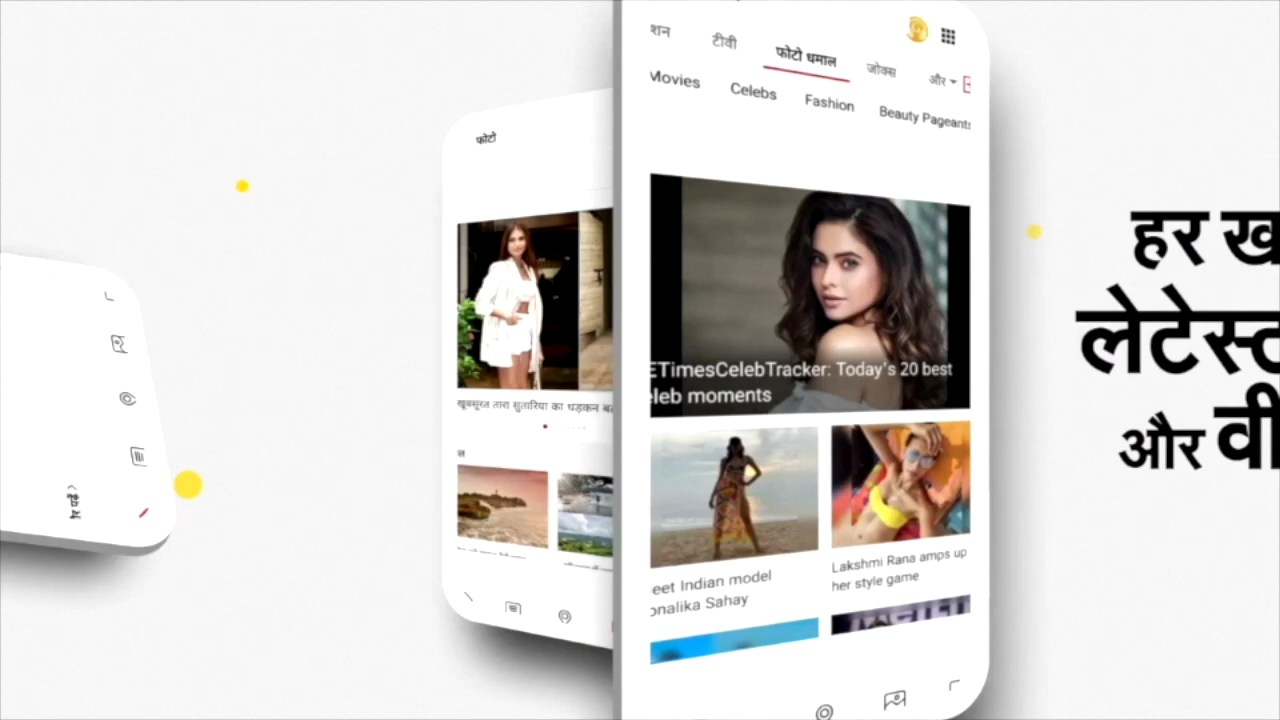 शन टीवी फोटो धमाल जोक्स और
Movies Celebs Fashion Beauty Pageants
ETimesCelebTracker: Today's 20 best
eleb moments
eet Indian model
onalika Sahay
Lakshmi Rana amps up
her style game
फोटो
खूबसूरत तारा सुतारिया का धड़कन
हर ख
लेटेस्ट
और वी